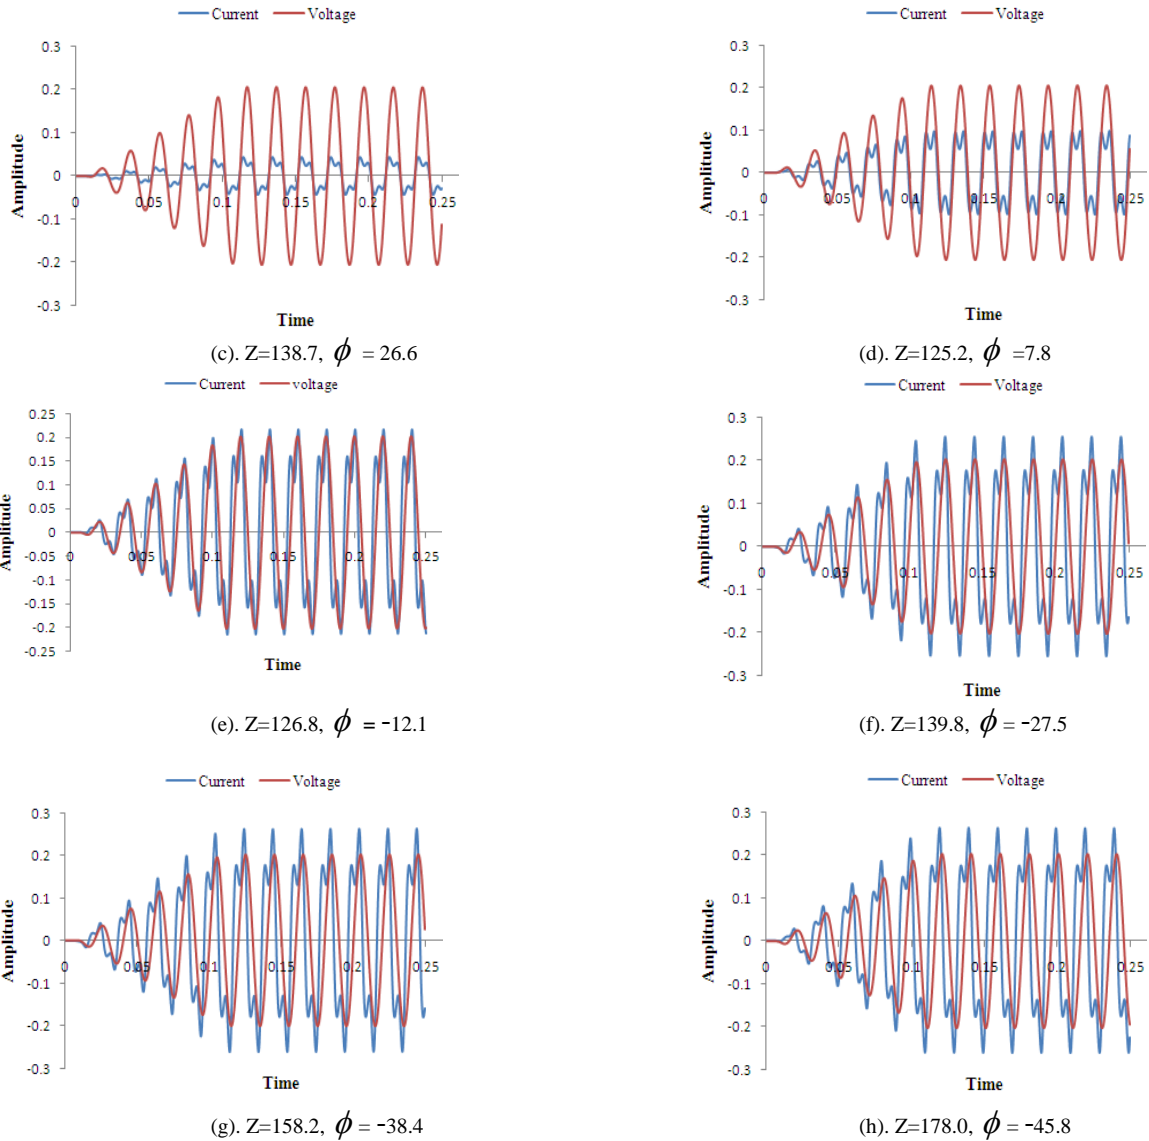 Current Voltage
0.3
0.2
0.1
0
-0.1
-0.2
-0.3
0 0.05 0.1 0.15 0.2 0.25
Amplitude
Time
(c). Z=138.7, ϕ = 26.6
Current Voltage
0.3
0.2
0.1
0
-0.1
-0.2
-0.3
0 0.05 0.1 0.15 0.2 0.25
Amplitude
Time
(d). Z=125.2, ϕ =7.8
Current voltage
0.25
0.2
0.15
0.1
0.05
0
-0.05
-0.1
-0.15
-0.2
-0.25
0 0.05 0.1 0.15 0.2 0.25
Amplitude
Time
(e). Z=126.8, ϕ = -12.1
Current Voltage
0.3
0.2
0.1
0
-0.1
-0.2
-0.3
0 0.05 0.1 0.15 0.2 0.25
Amplitude
Time
(f). Z=139.8, ϕ = -27.5
Current Voltage
0.3
0.2
0.1
0
-0.1
-0.2
-0.3
0 0.05 0.1 0.15 0.2 0.25
Amplitude
Time
(g). Z=158.2, ϕ = -38.4
Current Voltage
0.3
0.2
0.1
0
-0.1
-0.2
-0.3
0 0.05 0.1 0.15 0.2 0.25
Amplitude
Time
(h). Z=178.0, ϕ = -45.8